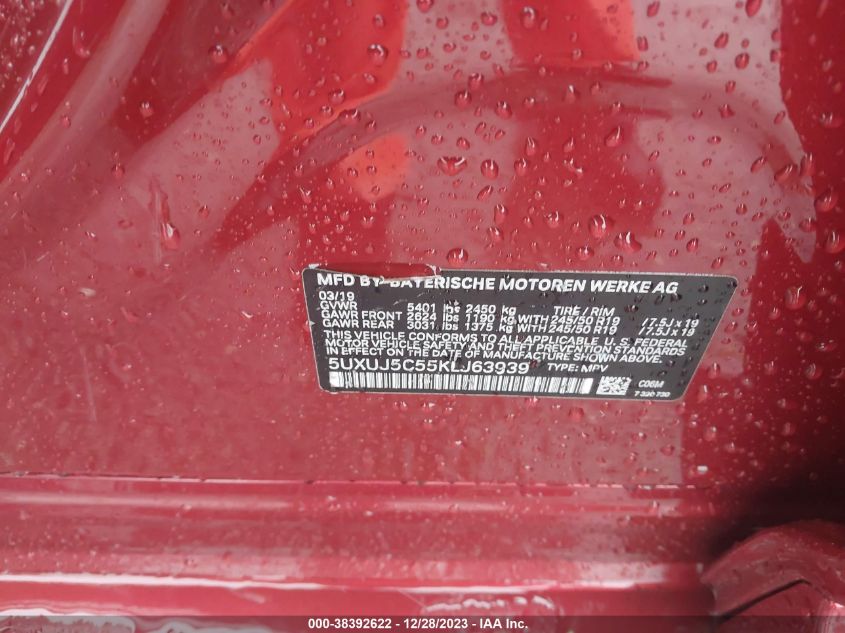 MFD BY BAYERISCHE MOTOREN WERKE AG
03/19
GVWR 5401 lbs 2450 kg TIRE / RIM
GAWR FRONT 2624 lbs 1190 kg WITH 245/50 R19 / 7.5J x 19
GAWR REAR 3031 lbs 1375 kg WITH 245/50 R19 / 7.5J x 19
THIS VEHICLE CONFORMS TO ALL APPLICABLE U. S. FEDERAL
MOTOR VEHICLE SAFETY AND THEFT PREVENTION STANDARDS
IN EFFECT ON THE DATE OF MANUFACTURE SHOWN ABOVE.
5UXUJ5C55KLJ63939 TYPE: MPV
C06M
7 320 730
000-38392622 - 12/28/2023 - IAA Inc.